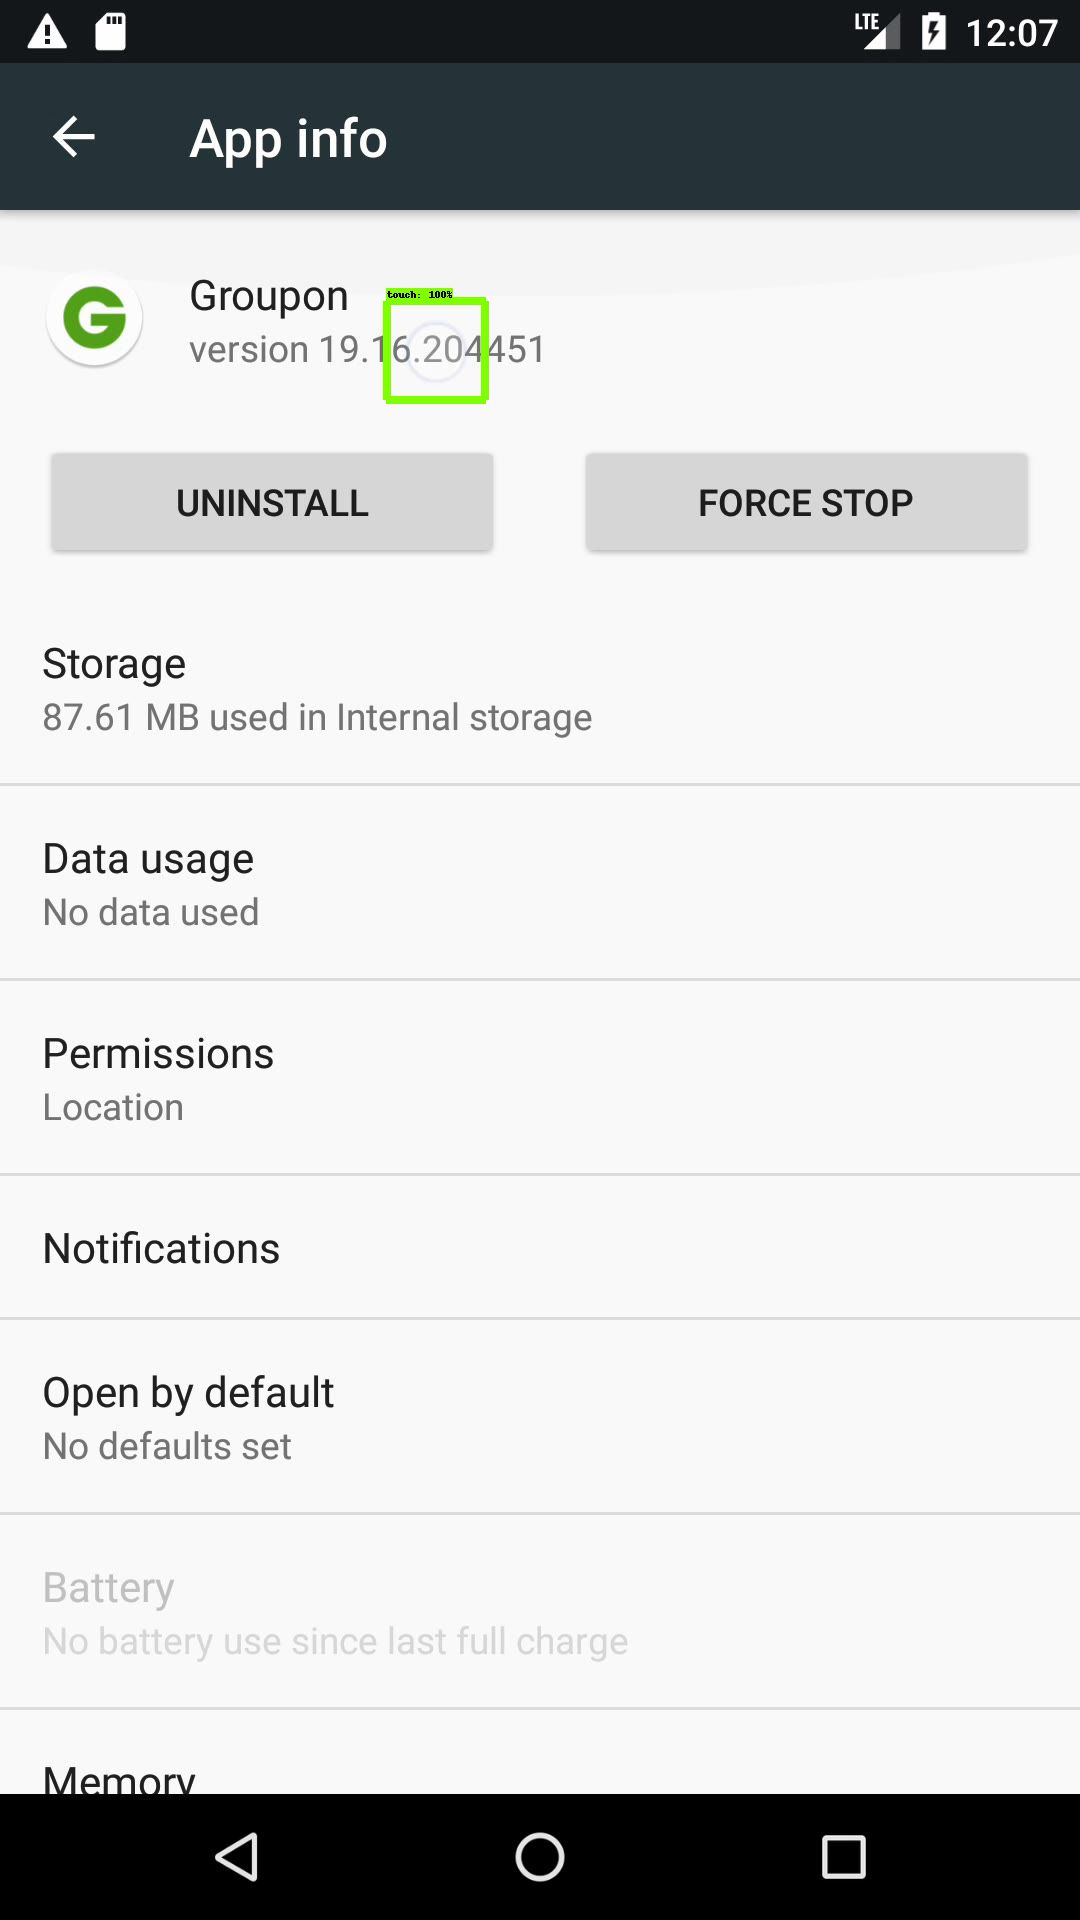 LTE 12:07
App info
Groupon
touch: 100%
version 19.16.204451
UNINSTALL FORCE STOP
Storage
87.61 MB used in Internal storage
Data usage
No data used
Permissions
Location
Notifications
Open by default
No defaults set
Battery
No battery use since last full charge
Memory